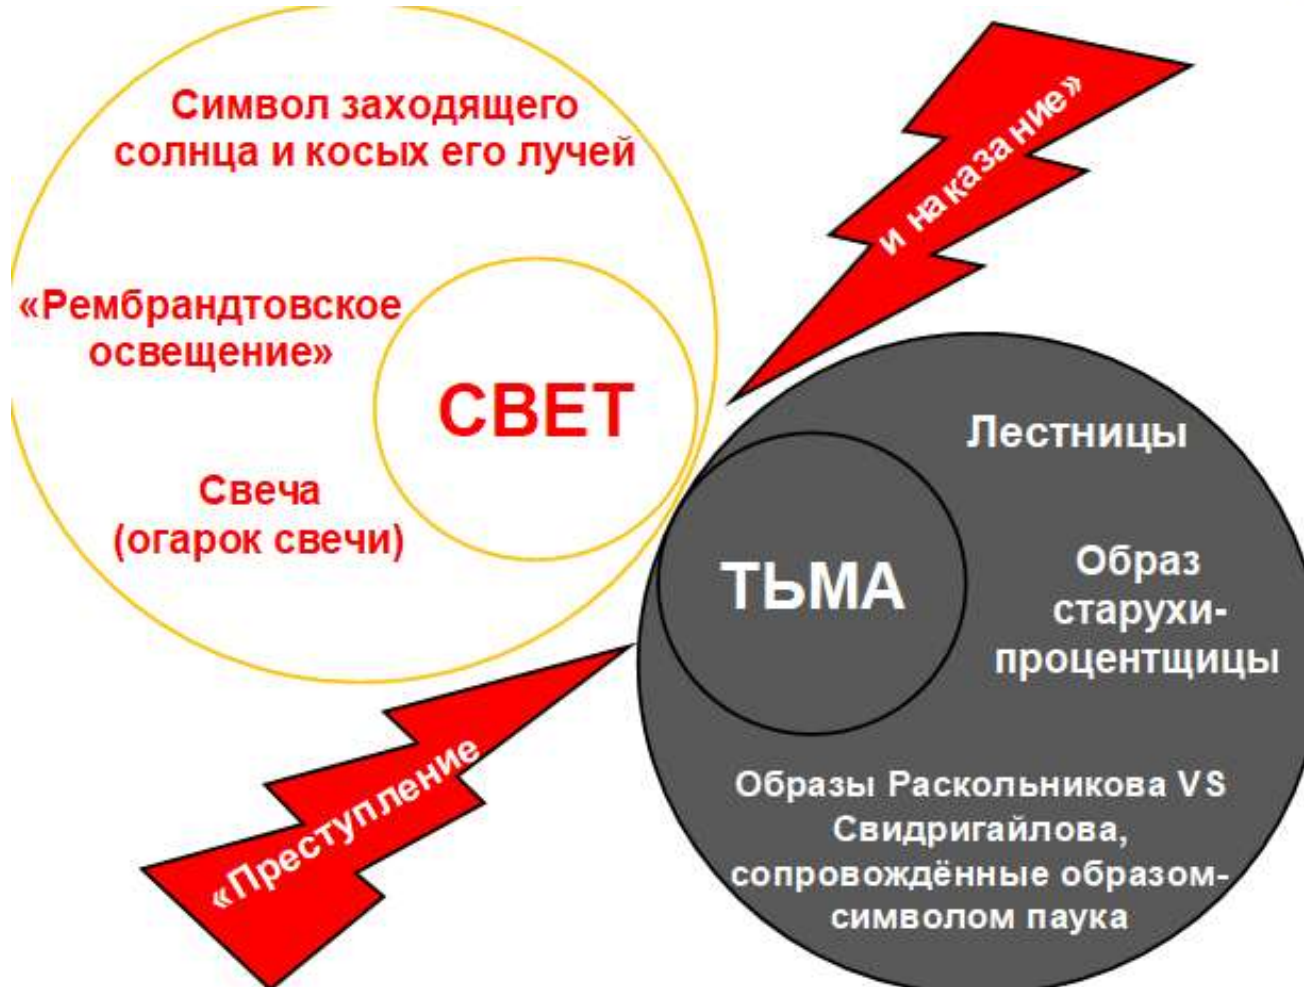 Символ заходящего
солнца и косых его лучей
«Рембрандтовское
освещение»
СВЕТ
Свеча
(огарок свечи)
«Преступление
и наказание»
Лестницы
ТЬМА
Образ
старухи-
процентщицы
Образы Раскольникова VS
Свидригайлова,
сопровождённые образом-
символом паука